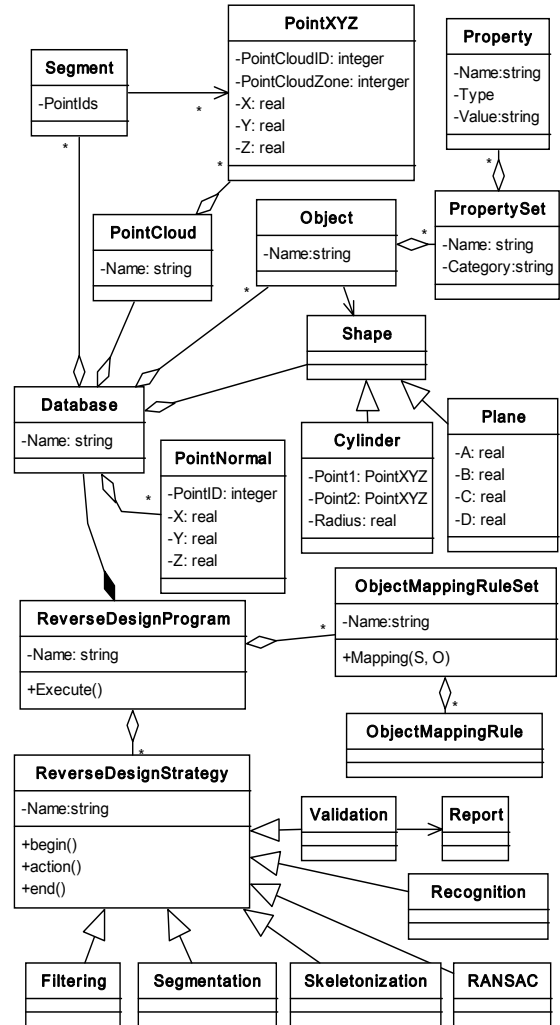 PointXYZ
-PointCloudID: integer
-PointCloudZone: interger
-X: real
-Y: real
-Z: real
Property
-Name:string
-Type
-Value:string
Segment
-PointIds
*
*
*
*
PointCloud
-Name: string
Object
-Name:string
*
PropertySet
-Name: string
-Category:string
*
Shape
Database
-Name: string
Cylinder
-Point1: PointXYZ
-Point2: PointXYZ
-Radius: real
Plane
-A: real
-B: real
-C: real
-D: real
PointNormal
-PointID: integer
-X: real
-Y: real
-Z: real
*
ReverseDesignProgram
-Name: string
+Execute()
*
ObjectMappingRuleSet
-Name:string
+Mapping(S, O)
*
ObjectMappingRule
*
ReverseDesignStrategy
-Name:string
+begin()
+action()
+end()
Validation
Report
Recognition
Filtering
Segmentation
Skeletonization
RANSAC